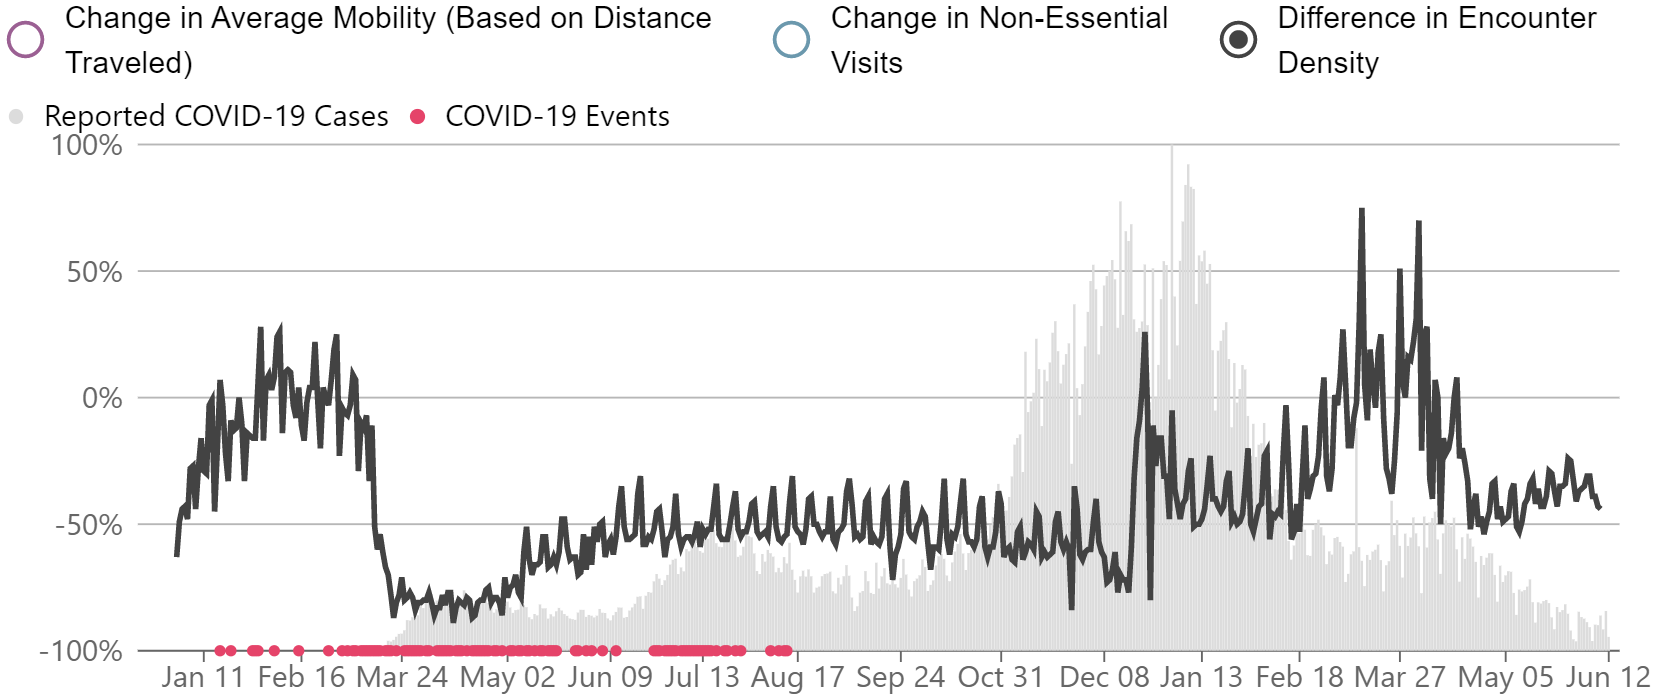 Change in Average Mobility (Based on Distance Traveled)
Change in Non-Essential Visits
Difference in Encounter Density
Reported COVID-19 Cases
COVID-19 Events
100%
50%
0%
-50%
-100%
Jan 11 Feb 16 Mar 24 May 02 Jun 09 Jul 13 Aug 17 Sep 24 Oct 31 Dec 08 Jan 13 Feb 18 Mar 27 May 05 Jun 12